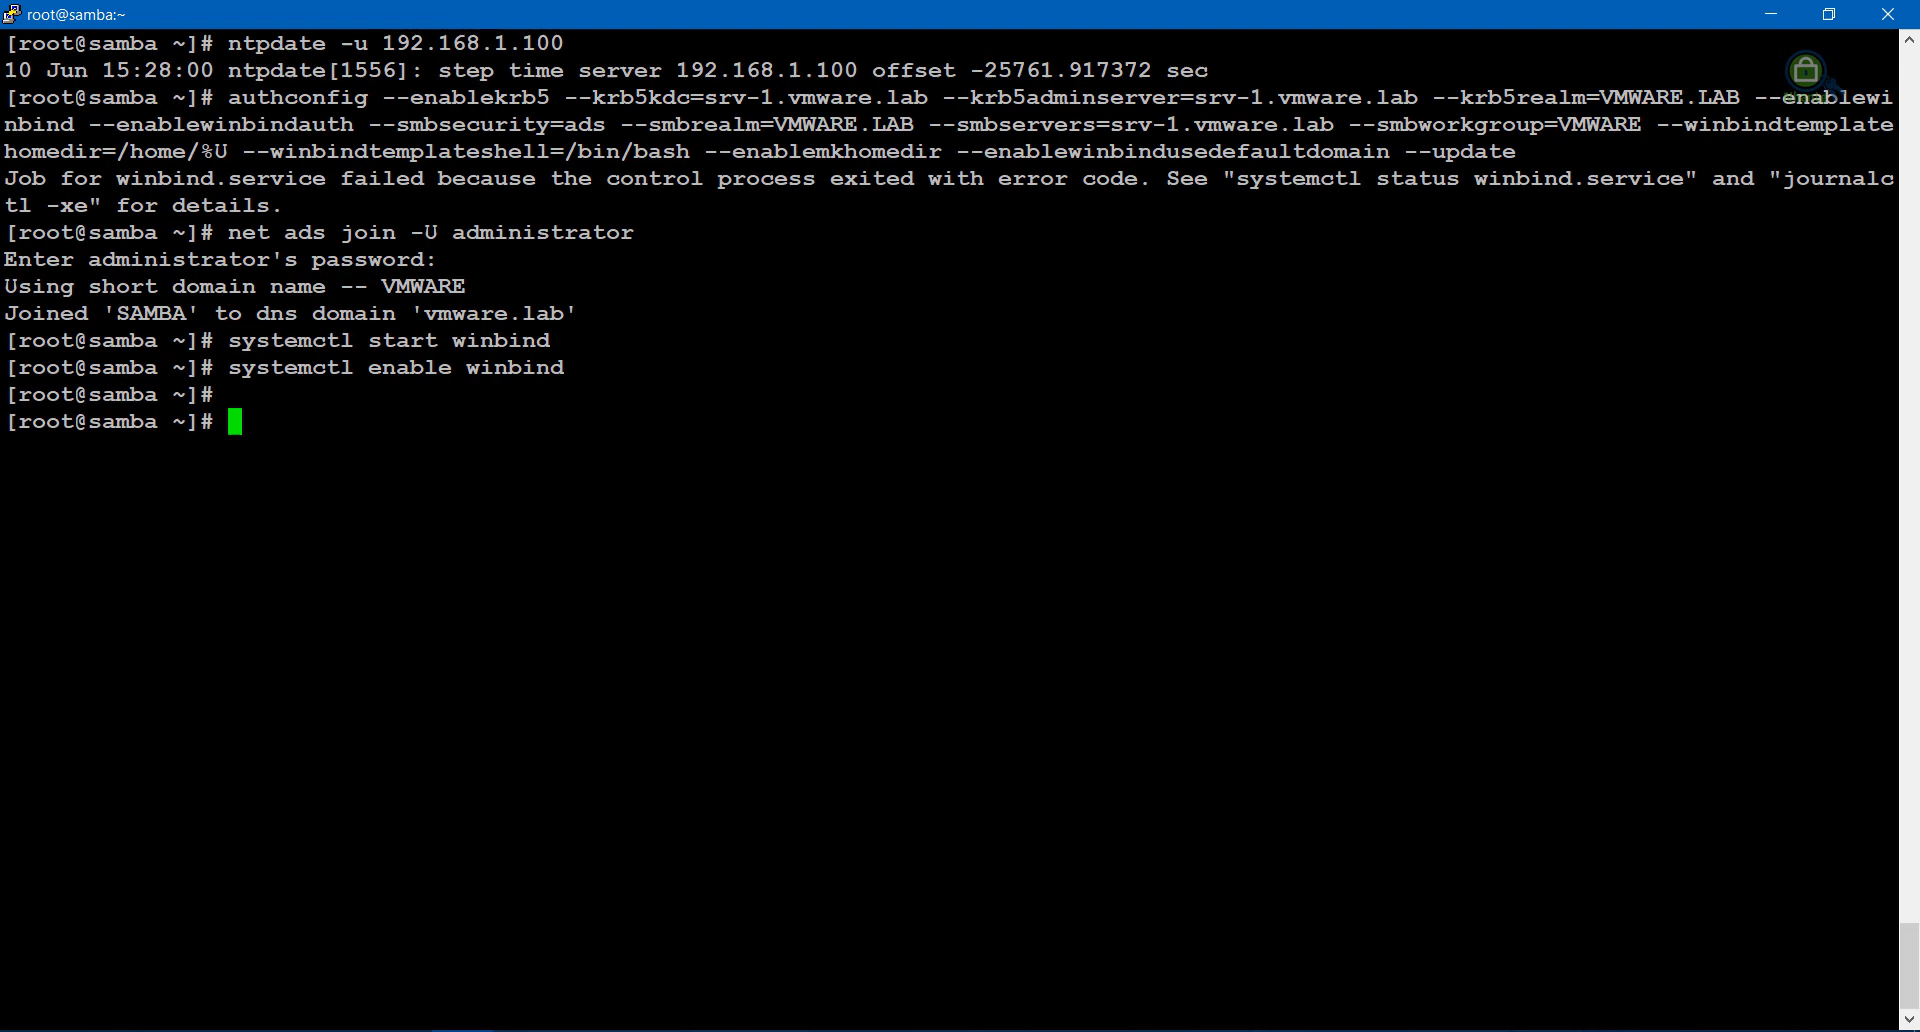 root@samba:~
[root@samba ~]# ntpdate -u 192.168.1.100
10 Jun 15:28:00 ntpdate[1556]: step time server 192.168.1.100 offset -25761.917372 sec
[root@samba ~]# authconfig --enablekrb5 --krb5kdc=srv-1.vmware.lab --krb5adminserver=srv-1.vmware.lab --krb5realm=VMWARE.LAB --enablewi
nbind --enablewinbindauth --smbsecurity=ads --smbrealm=VMWARE.LAB --smbservers=srv-1.vmware.lab --smbworkgroup=VMWARE --winbindtemplate
homedir=/home/%U --winbindtemplateshell=/bin/bash --enablemkhomedir --enablewinbindusedefaultdomain --update
Job for winbind.service failed because the control process exited with error code. See "systemctl status winbind.service" and "journalc
tl -xe" for details.
[root@samba ~]# net ads join -U administrator
Enter administrator's password:
Using short domain name -- VMWARE
Joined 'SAMBA' to dns domain 'vmware.lab'
[root@samba ~]# systemctl start winbind
[root@samba ~]# systemctl enable winbind
[root@samba ~]#
[root@samba ~]#